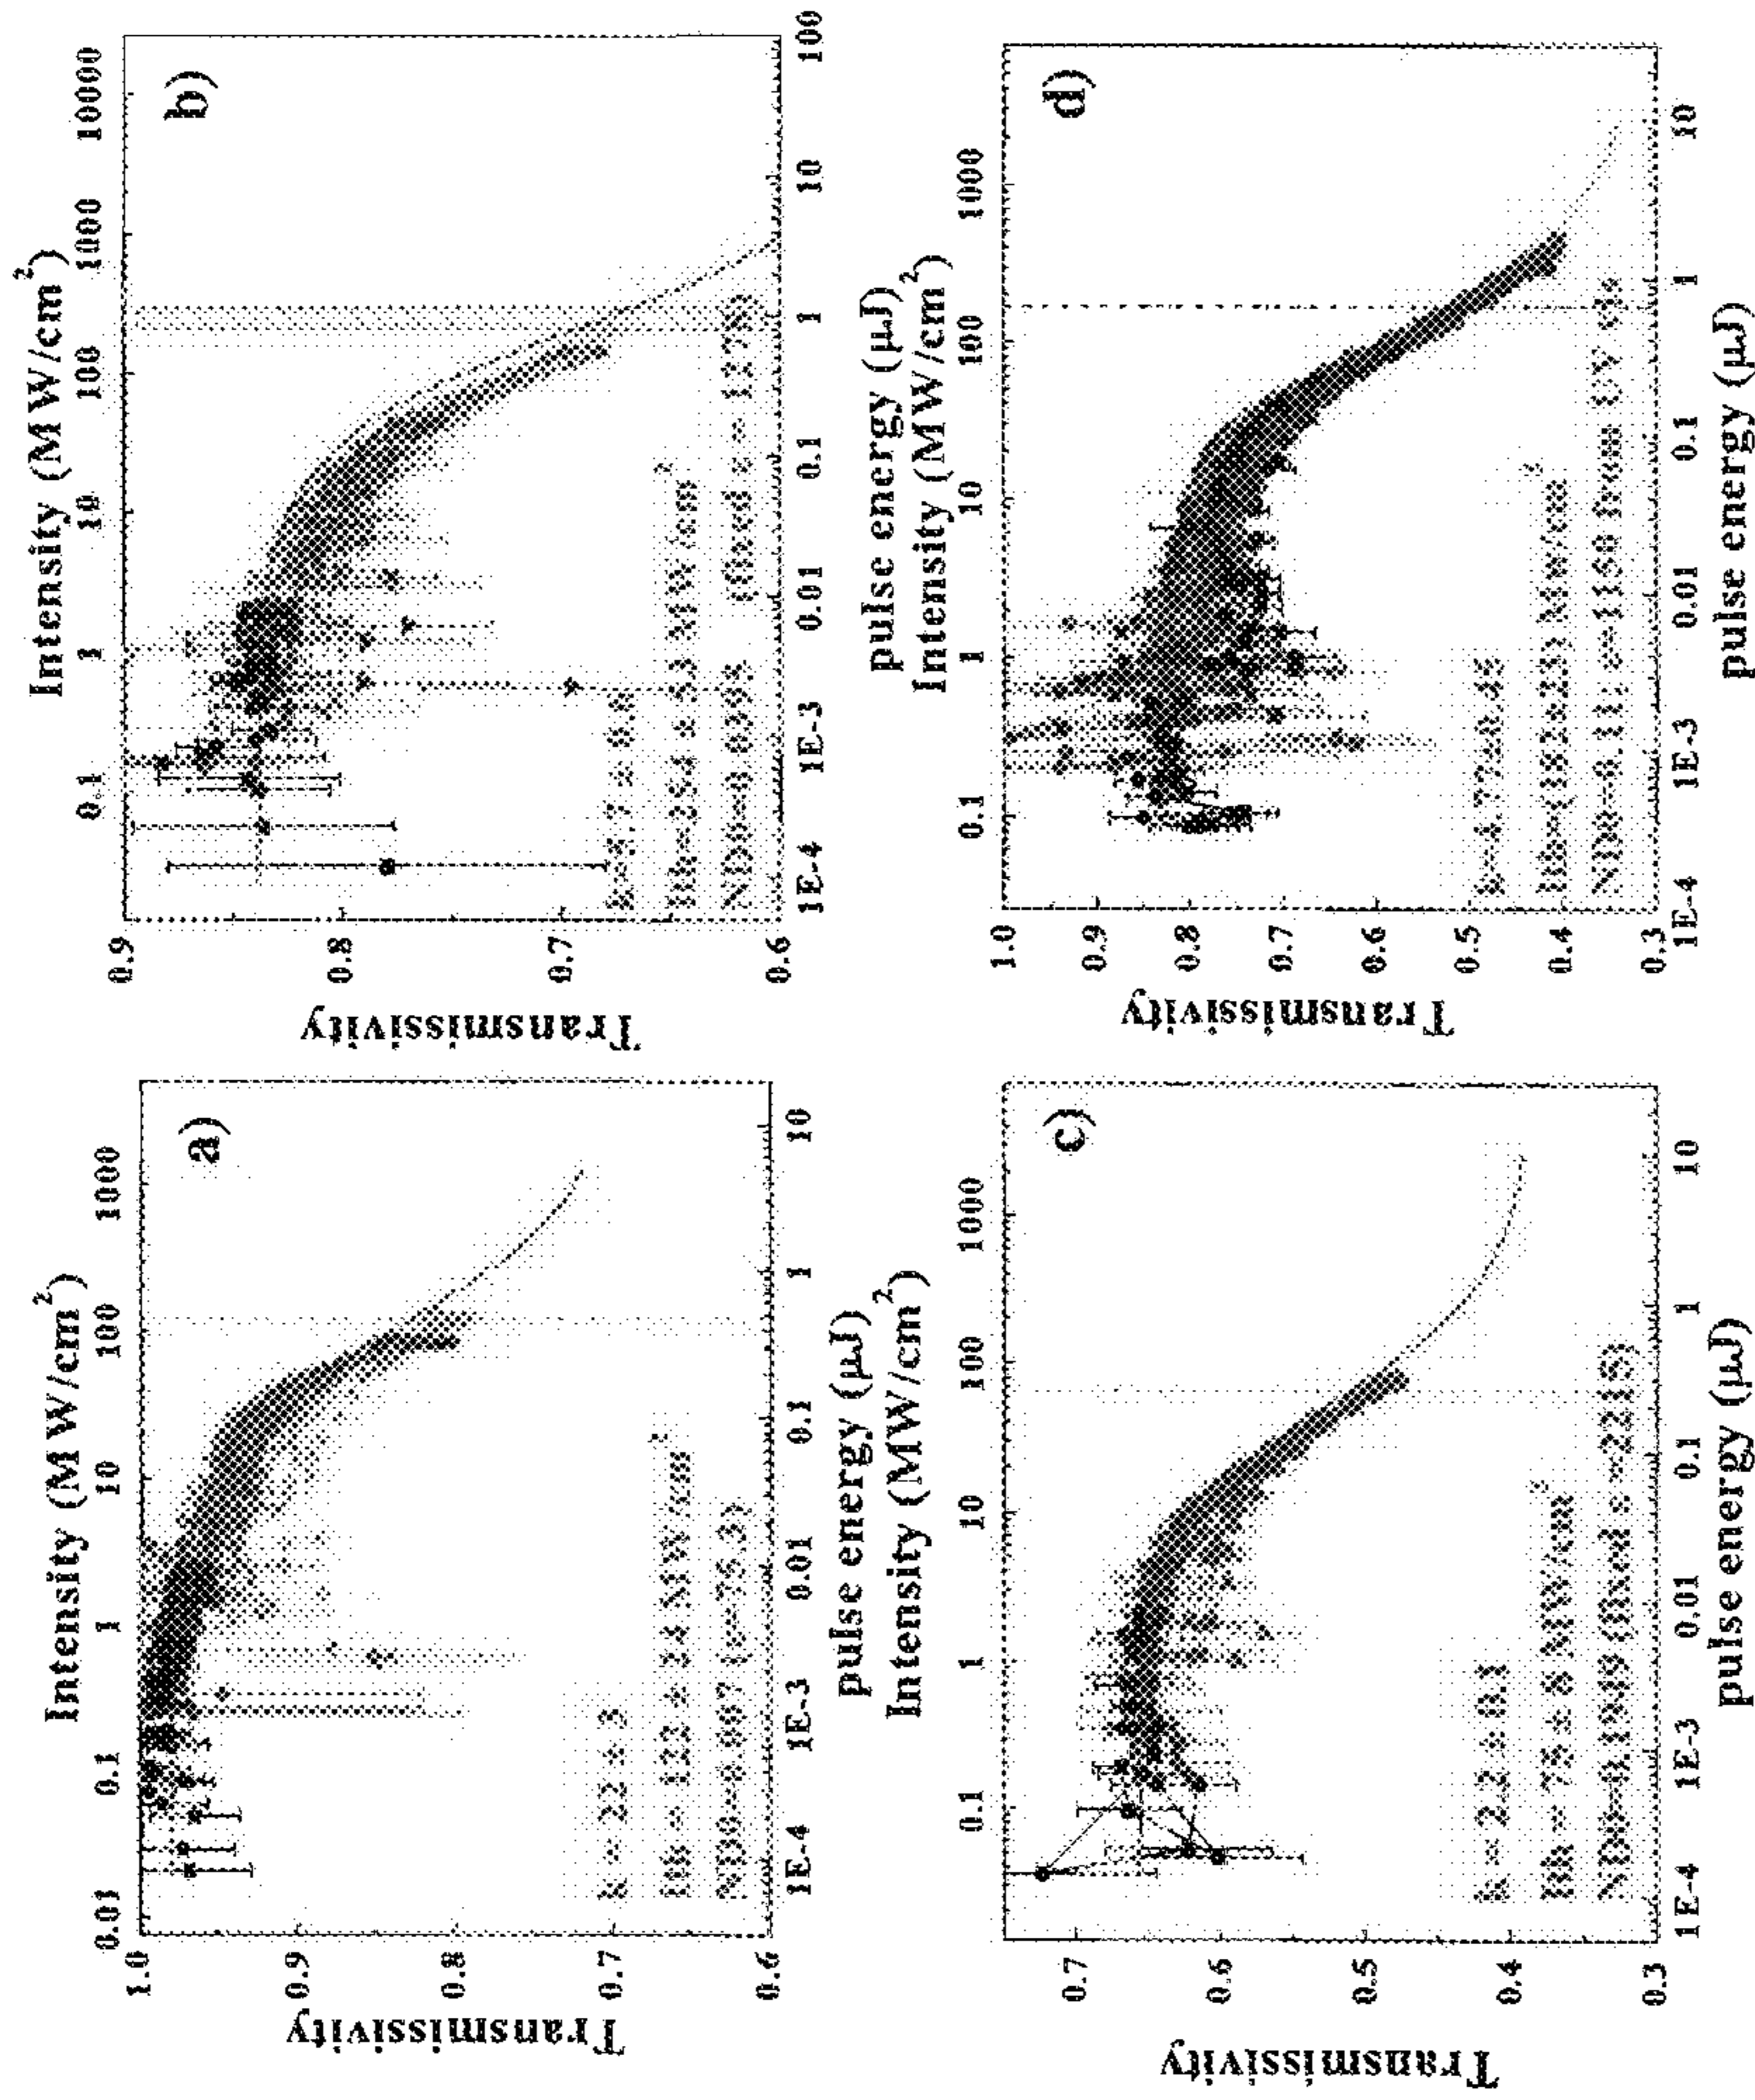 Intensity (MW/cm²)
0.01 0.1 1 10 100 1000
a)
1.0
0.9
0.8
0.7
0.6
Transmissivity
1E-4 1E-3 0.01 0.1 1 10
pulse energy (µJ)
Intensity (MW/cm²)
0.1 1 10 100 1000 10000
b)
0.9
0.8
0.7
0.6
Transmissivity
1E-4 1E-3 0.01 0.1 1 10 100
pulse energy (µJ)
Intensity (MW/cm²)
0.1 1 10 100 1000
c)
0.7
0.6
0.5
0.4
0.3
Transmissivity
k = 2.2 ± 0.1
1E-4 1E-3 0.01 0.1 1 10
pulse energy (µJ)
Intensity (MW/cm²)
0.1 1 10 100 1000
d)
1.0
0.9
0.8
0.7
0.6
0.5
0.4
0.3
Transmissivity
1E-4 1E-3 0.01 0.1 1 10
pulse energy (µJ)